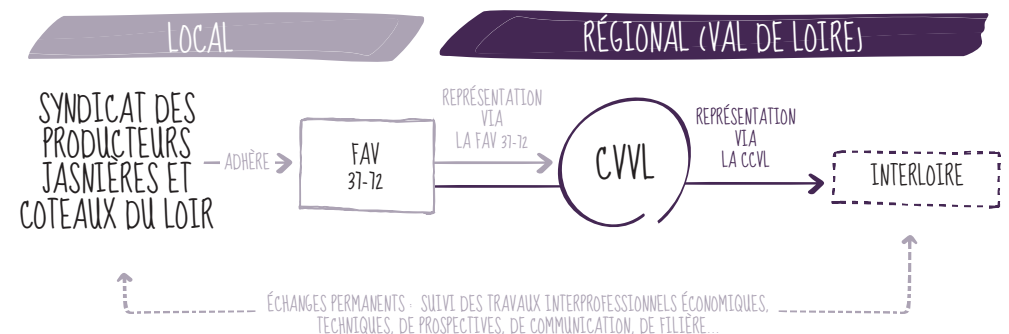 LOCAL
RÉGIONAL (VAL DE LOIRE)
SYNDICAT DES
PRODUCTEURS
JASNIÈRES ET
COTEAUX DU LOIR
ADHÈRE
FAV
37-72
REPRÉSENTATION
VIA
LA FAV 37-72
CVVL
REPRÉSENTATION
VIA
LA CCVL
INTERLOIRE
ÉCHANGES PERMANENTS : SUIVI DES TRAVAUX INTERPROFESSIONNELS ÉCONOMIQUES,
TECHNIQUES, DE PROSPECTIVES, DE COMMUNICATION, DE FILIÈRE...